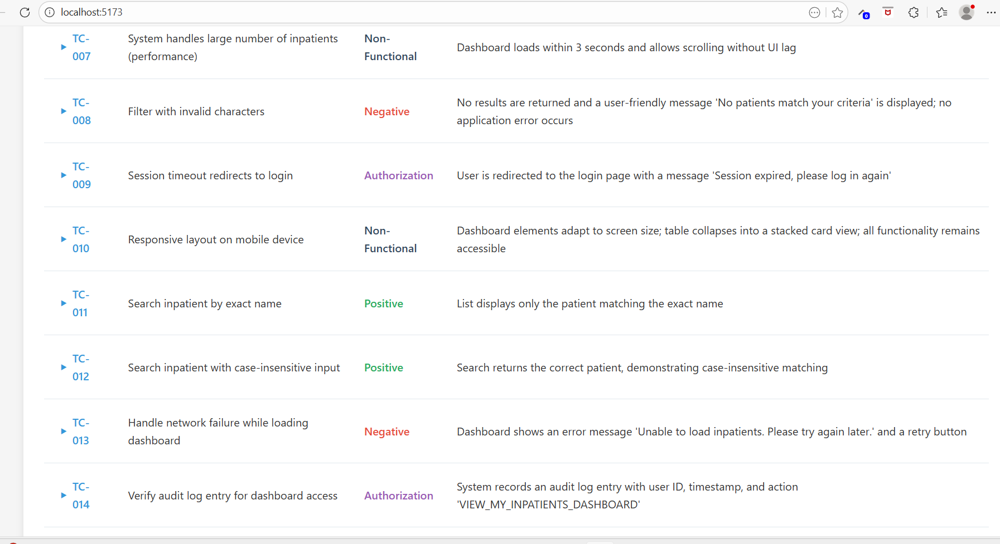 localhost:5173
0
TC-
007
System handles large number of inpatients
(performance)
Non-
Functional
Dashboard loads within 3 seconds and allows scrolling without UI lag
TC-
008
Filter with invalid characters
Negative
No results are returned and a user-friendly message 'No patients match your criteria' is displayed; no
application error occurs
TC-
009
Session timeout redirects to login
Authorization
User is redirected to the login page with a message 'Session expired, please log in again'
TC-
010
Responsive layout on mobile device
Non-
Functional
Dashboard elements adapt to screen size; table collapses into a stacked card view; all functionality remains
accessible
TC-
011
Search inpatient by exact name
Positive
List displays only the patient matching the exact name
TC-
012
Search inpatient with case-insensitive input
Positive
Search returns the correct patient, demonstrating case-insensitive matching
TC-
013
Handle network failure while loading
dashboard
Negative
Dashboard shows an error message 'Unable to load inpatients. Please try again later.' and a retry button
TC-
014
Verify audit log entry for dashboard access
Authorization
System records an audit log entry with user ID, timestamp, and action
'VIEW_MY_INPATIENTS_DASHBOARD'